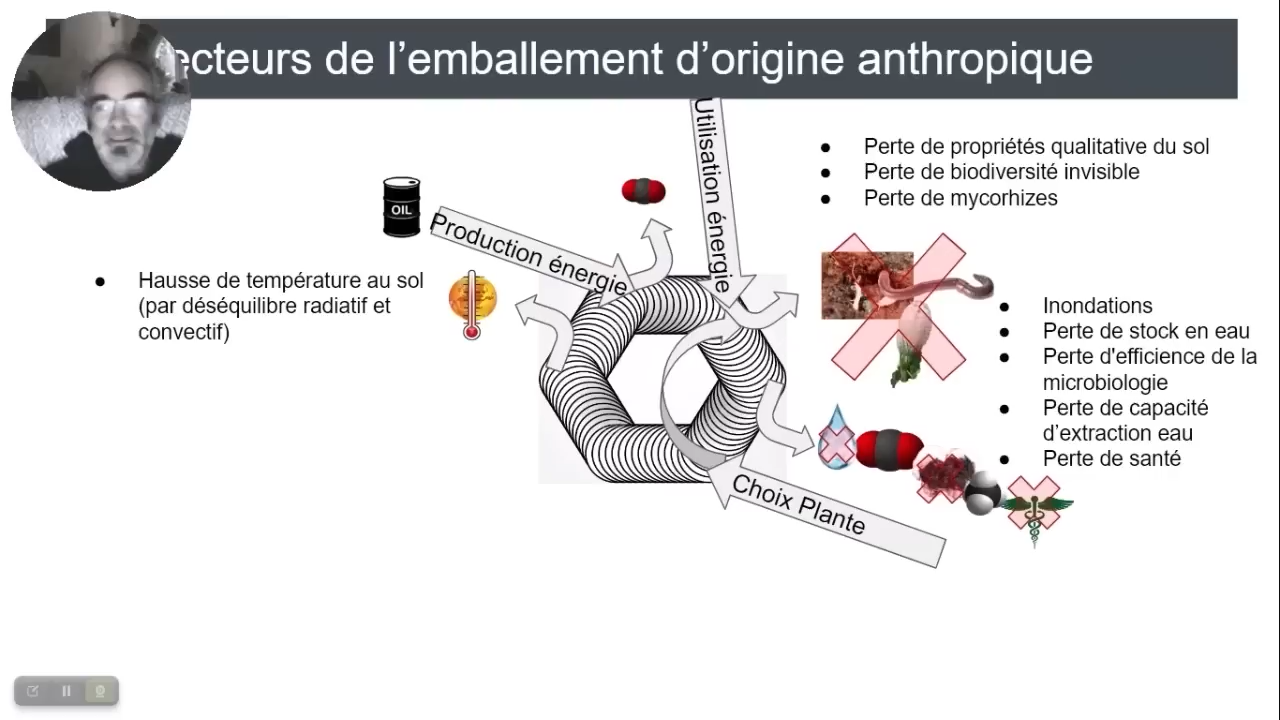 ecteurs de l’emballement d’origine anthropique
Utilisation énergie
Perte de propriétés qualitative du sol
Perte de biodiversité invisible
Perte de mycorhizes
OIL
Production énergie
Hausse de température au sol
(par déséquilibre radiatif et
convectif)
Inondations
Perte de stock en eau
Perte d'efficience de la
microbiologie
Perte de capacité
d’extraction eau
Perte de santé
Choix Plante